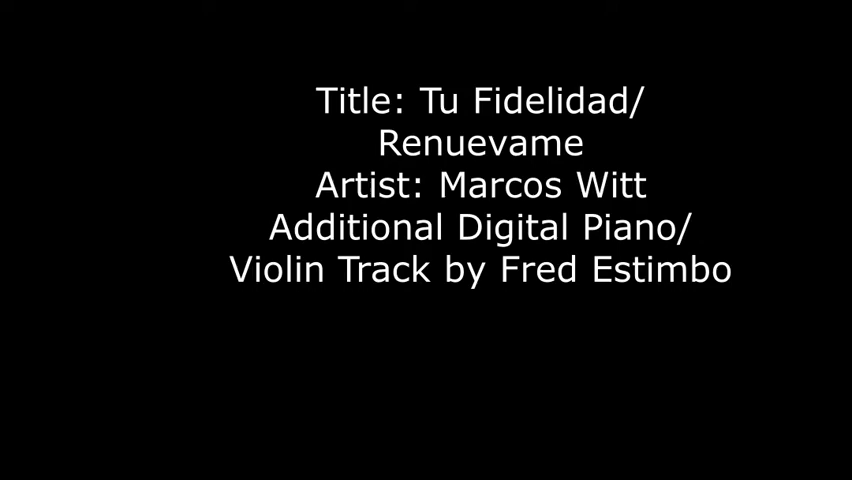 Title: Tu Fidelidad/
Renuevame
Artist: Marcos Witt
Additional Digital Piano/
Violin Track by Fred Estimbo